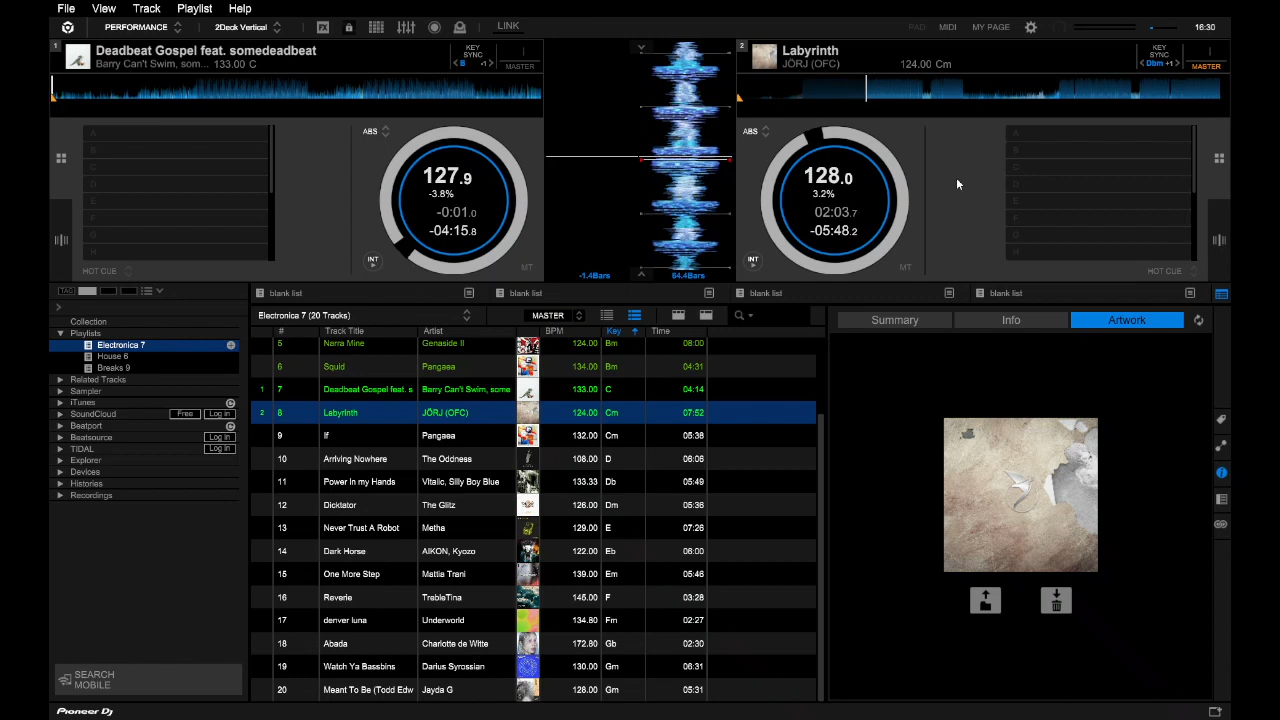 File View Track Playlist Help
PERFORMANCE 2Deck Vertical FX LINK PAD MIDI MY PAGE 16:30
1 Deadbeat Gospel feat. somedeadbeat
Barry Can't Swim, som... 133.00 C
KEY SYNC
B +1 MASTER
2 Labyrinth
JÖRJ (OFC) 124.00 Cm
KEY SYNC
Dbm +1 MASTER
A
B
C
D
E
F
G
H
HOT CUE
ABS
127.9
-3.8%
-0:01.0
-04:15.8
INT
MT
-1.4Bars 64.4Bars
ABS
128.0
3.2%
02:03.7
-05:48.2
INT
MT
A
B
C
D
E
F
G
H
HOT CUE
TAG
blank list blank list blank list blank list
Collection
Playlists
Electronica 7
House 6
Breaks 9
Related Tracks
Sampler
iTunes
SoundCloud Free Log in
Beatport
Beatsource Log in
TIDAL Log in
Explorer
Devices
Histories
Recordings
SEARCH
MOBILE
Electronica 7 (20 Tracks) MASTER
# Track Title Artist BPM Key Time
5 Narra Mine Genaside II 124.00 Bm 08:00
6 Squid Pangaea 134.00 Bm 04:31
1 7 Deadbeat Gospel feat. s Barry Can't Swim, some 133.00 C 04:14
2 8 Labyrinth JÖRJ (OFC) 124.00 Cm 07:52
9 If Pangaea 132.00 Cm 05:38
10 Arriving Nowhere The Oddness 108.00 D 06:06
11 Power In my Hands Vitalic, Silly Boy Blue 133.33 Db 05:49
12 Dicktator The Glitz 126.00 Dm 05:36
13 Never Trust A Robot Metha 129.00 E 07:26
14 Dark Horse AIKON, Kyozo 122.00 Eb 06:00
15 One More Step Mattia Trani 139.00 Em 05:46
16 Reverie TrebleTina 145.00 F 03:28
17 denver luna Underworld 134.80 Fm 02:27
18 Abada Charlotte de Witte 172.80 Gb 02:30
19 Watch Ya Bassbins Darius Syrossian 130.00 Gm 06:31
20 Meant To Be (Todd Edw Jayda G 128.00 Gm 05:31
Summary Info Artwork
Pioneer Dj